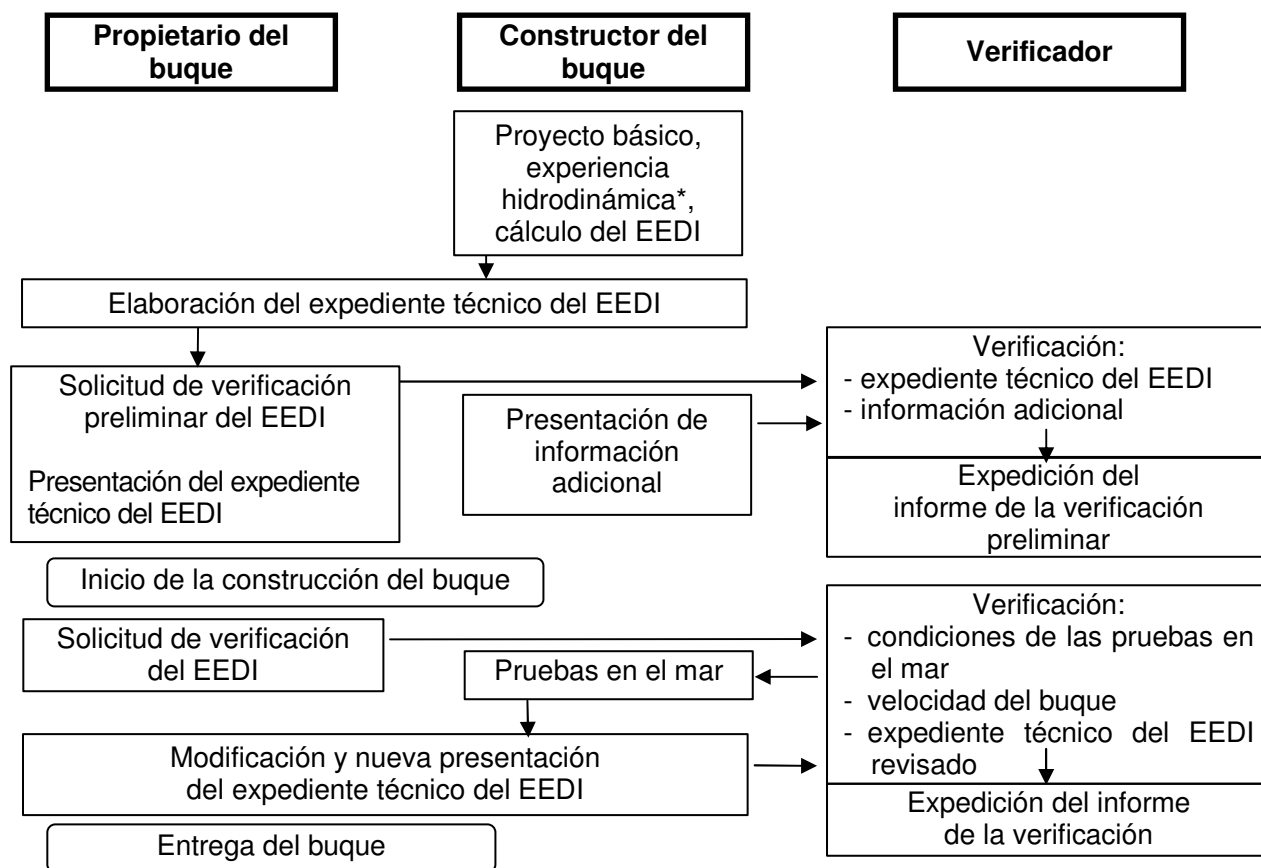 Propietario del
buque
Constructor del
buque
Verificador
Proyecto básico,
experiencia
hidrodinámica*,
cálculo del EEDI
Elaboración del expediente técnico del EEDI
Solicitud de verificación
preliminar del EEDI
Presentación del expediente
técnico del EEDI
Presentación de
información
adicional
Verificación:
- expediente técnico del EEDI
- información adicional
Expedición del
informe de la verificación
preliminar
Inicio de la construcción del buque
Solicitud de verificación
del EEDI
Pruebas en el mar
Verificación:
- condiciones de las pruebas en
el mar
- velocidad del buque
- expediente técnico del EEDI
revisado
Modificación y nueva presentación
del expediente técnico del EEDI
Expedición del informe
de la verificación
Entrega del buque